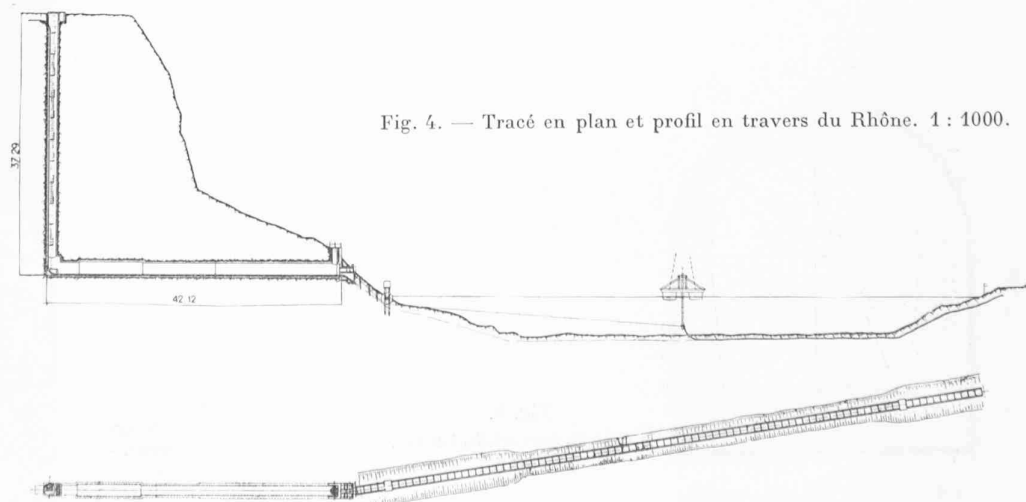 Fig. 4. — Tracé en plan et profil en travers du Rhône. 1 : 1000.
37 29
42 12